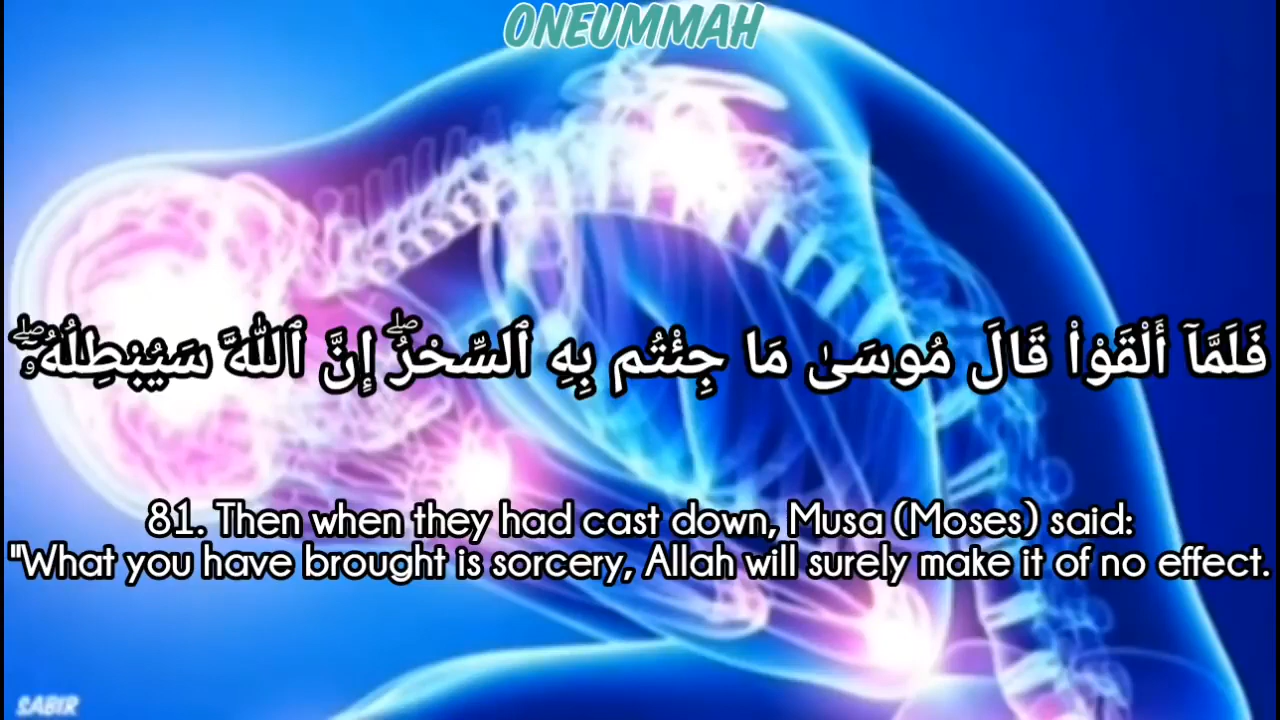 ONEUMMAH
فَلَمَّآ أَلْقَوْا۟ قَالَ مُوسَىٰ مَا جِئْتُم بِهِ ٱلسِّحْرُ ۖ إِنَّ ٱللَّهَ سَيُبْطِلُهُۥٓ ۖ
81. Then when they had cast down, Musa (Moses) said:
"What you have brought is sorcery, Allah will surely make it of no effect.
SABIR